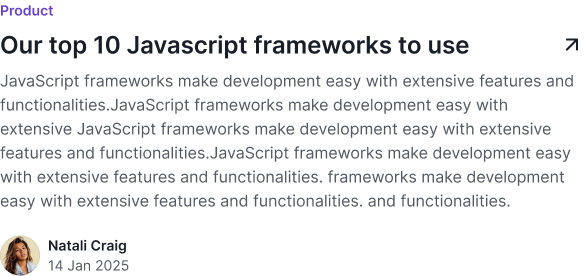 Product
Our top 10 Javascript frameworks to use
JavaScript frameworks make development easy with extensive features and
functionalities.JavaScript frameworks make development easy with
extensive JavaScript frameworks make development easy with extensive
features and functionalities.JavaScript frameworks make development easy
with extensive features and functionalities. frameworks make development
easy with extensive features and functionalities. and functionalities.
Natali Craig
14 Jan 2025